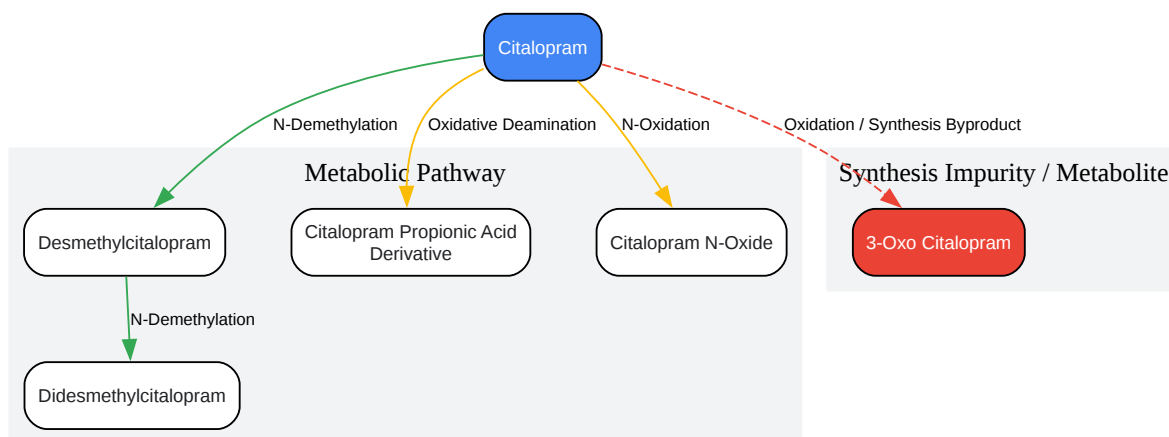 Citalopram
N-Demethylation
Oxidative Deamination
N-Oxidation
Oxidation / Synthesis Byproduct
Metabolic Pathway
Synthesis Impurity / Metabolite
Desmethylcitalopram
Citalopram Propionic Acid
Derivative
Citalopram N-Oxide
3-Oxo Citalopram
N-Demethylation
Didesmethylcitalopram